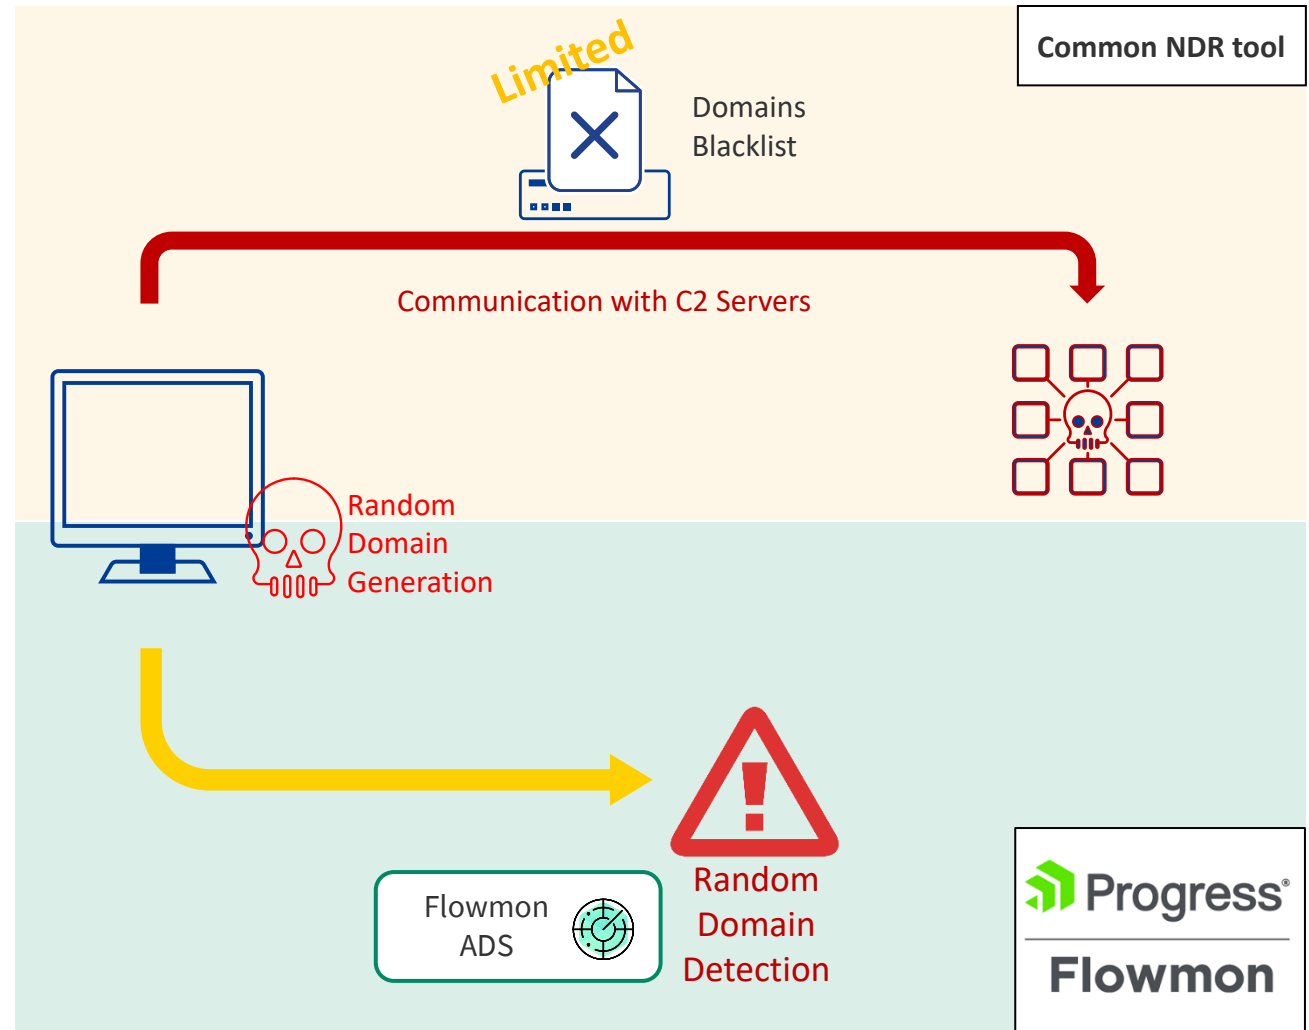 Common NDR tool
Limited
Domains
Blacklist
Communication with C2 Servers
Random
Domain
Generation
Flowmon
ADS
Random
Domain
Detection
Progress®
Flowmon